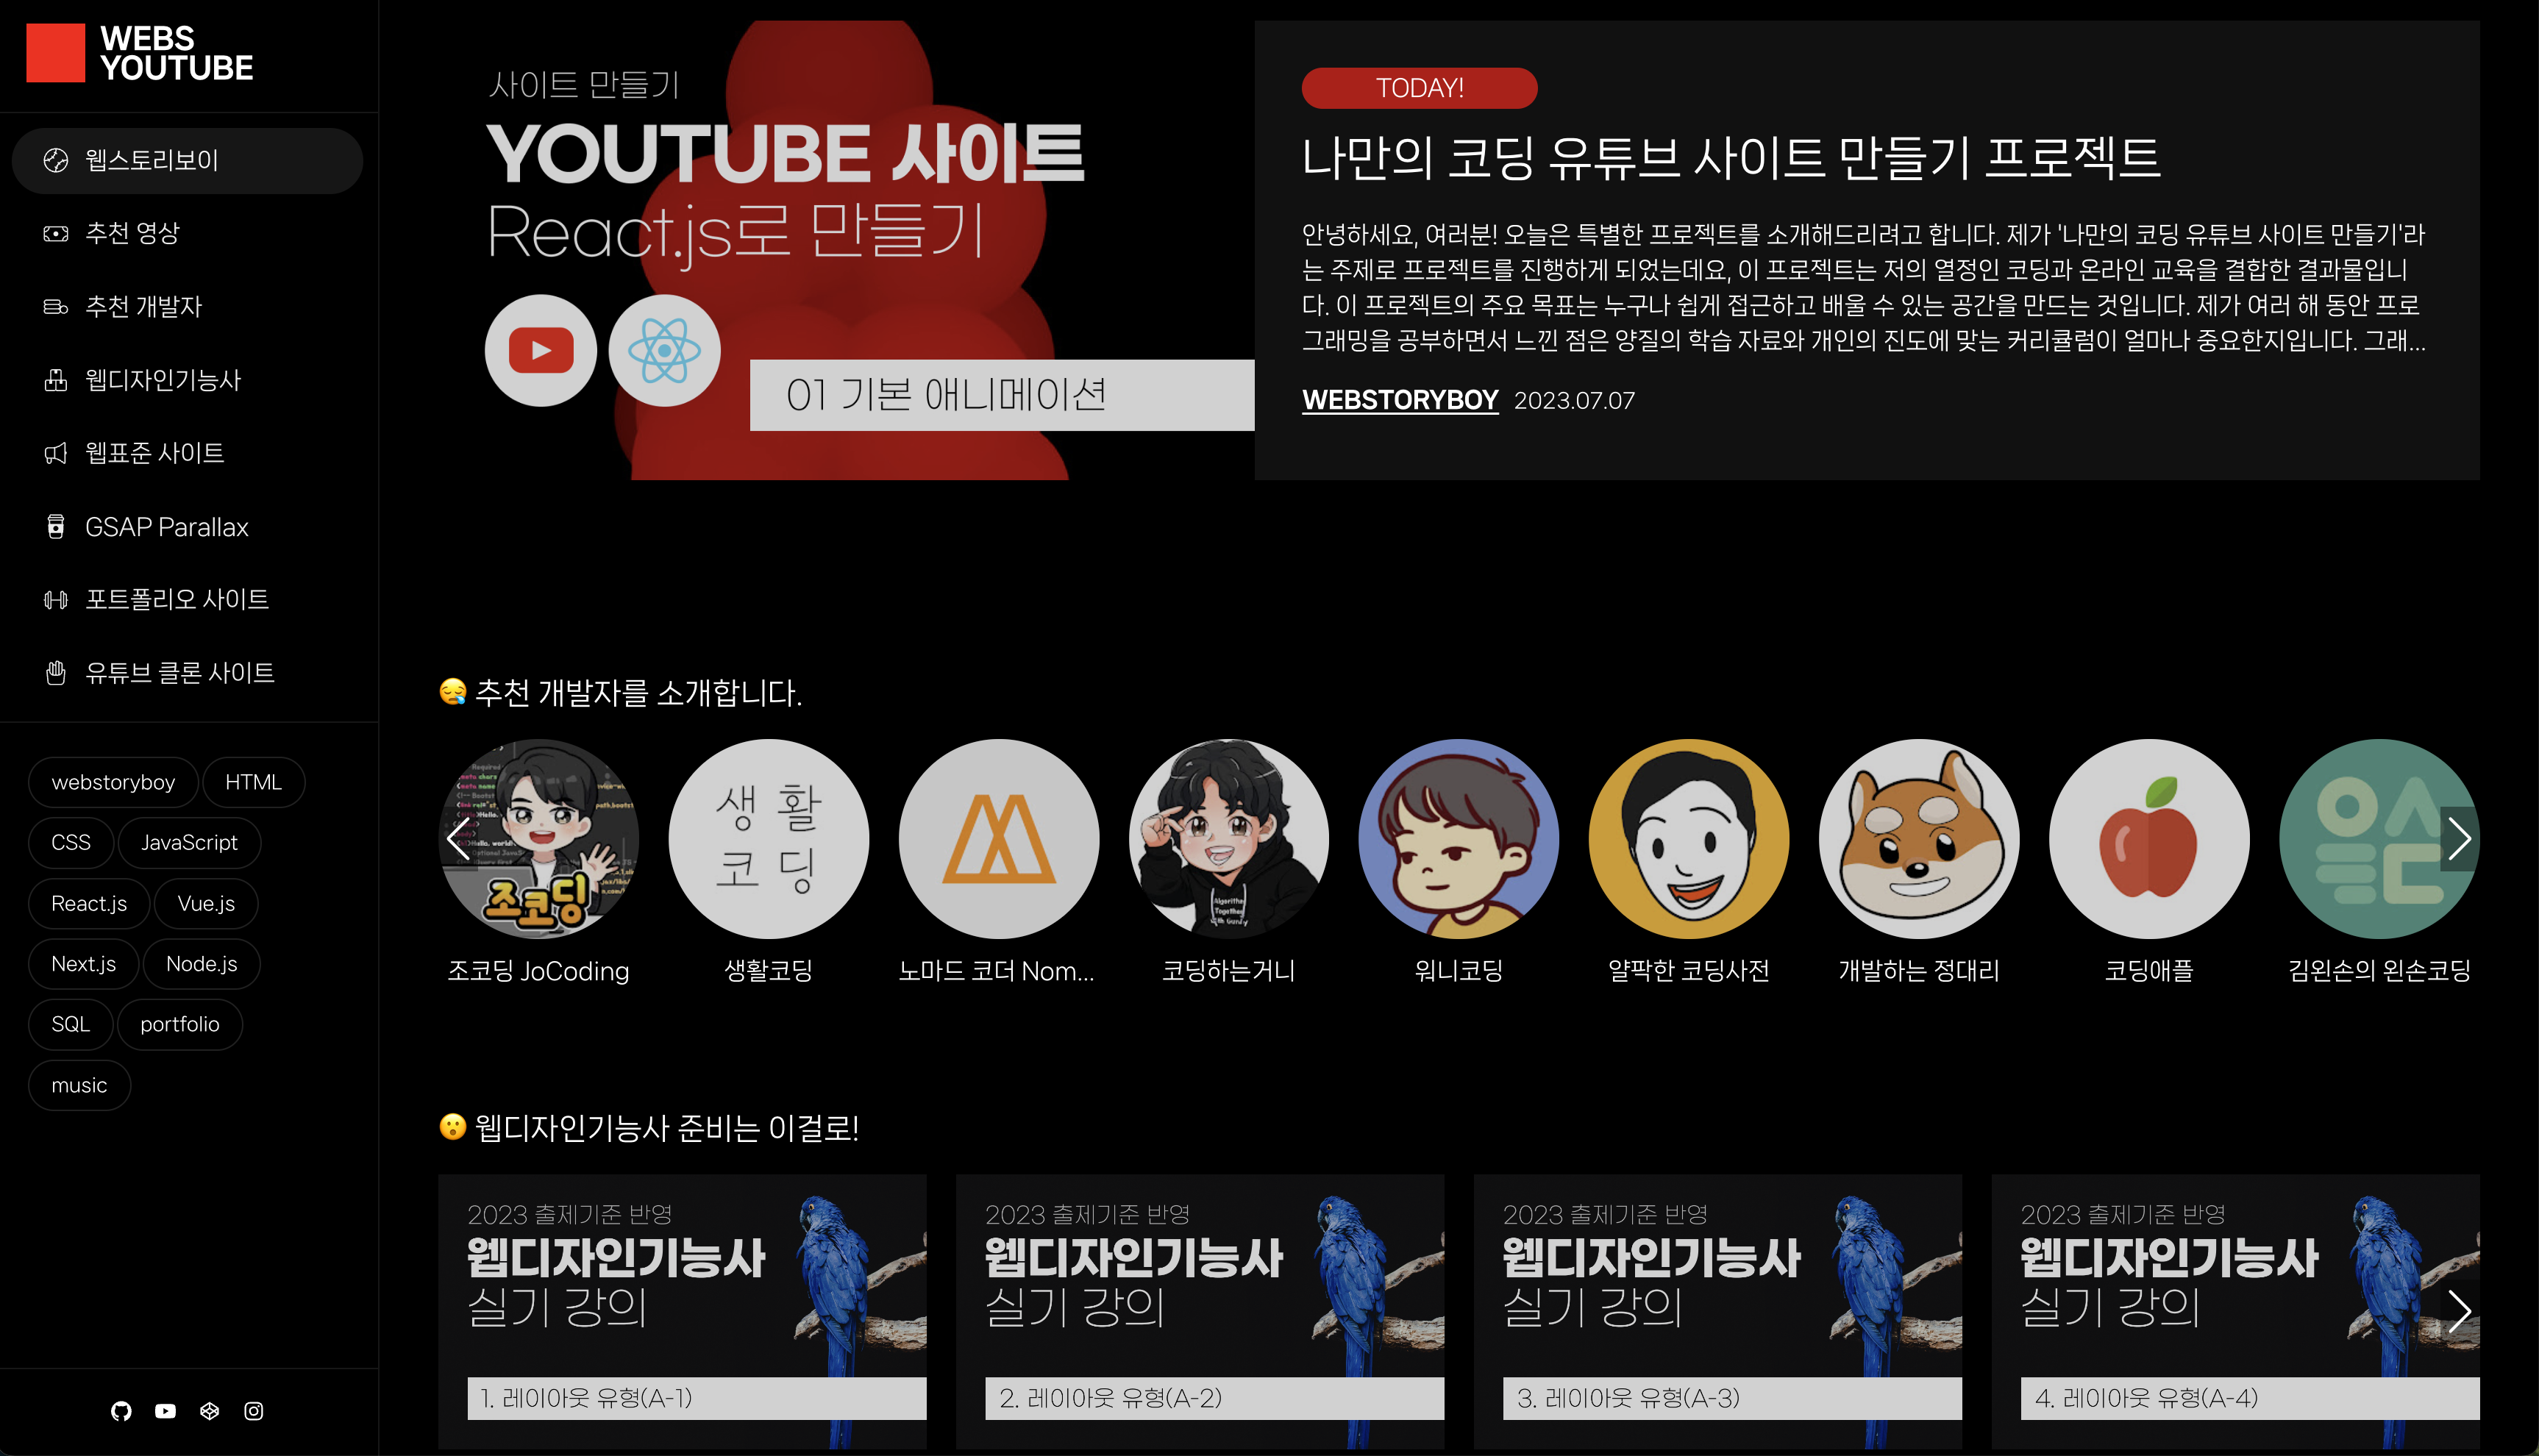 WEBS
YOUTUBE
웹스토리보이
추천 영상
추천 개발자
웹디자인기능사
웹표준 사이트
GSAP Parallax
포트폴리오 사이트
유튜브 클론 사이트
webstoryboy
HTML
CSS
JavaScript
React.js
Vue.js
Next.js
Node.js
SQL
portfolio
music
사이트 만들기
YOUTUBE 사이트
React.js로 만들기
01 기본 애니메이션
TODAY!
나만의 코딩 유튜브 사이트 만들기 프로젝트
안녕하세요, 여러분! 오늘은 특별한 프로젝트를 소개해드리려고 합니다. 제가 '나만의 코딩 유튜브 사이트 만들기'라
는 주제로 프로젝트를 진행하게 되었는데요, 이 프로젝트는 저의 열정인 코딩과 온라인 교육을 결합한 결과물입니
다. 이 프로젝트의 주요 목표는 누구나 쉽게 접근하고 배울 수 있는 공간을 만드는 것입니다. 제가 여러 해 동안 프로
그래밍을 공부하면서 느낀 점은 양질의 학습 자료와 개인의 진도에 맞는 커리큘럼이 얼마나 중요한지입니다. 그래...
WEBSTORYBOY 2023.07.07
😪 추천 개발자를 소개합니다.
조코딩
생활
코딩
조코딩 JoCoding
생활코딩
노마드 코더 Nom...
코딩하는거니
워니코딩
얄팍한 코딩사전
개발하는 정대리
코딩애플
김왼손의 왼손코딩
😮 웹디자인기능사 준비는 이걸로!
2023 출제기준 반영
웹디자인기능사
실기 강의
1. 레이아웃 유형(A-1)
2023 출제기준 반영
웹디자인기능사
실기 강의
2. 레이아웃 유형(A-2)
2023 출제기준 반영
웹디자인기능사
실기 강의
3. 레이아웃 유형(A-3)
2023 출제기준 반영
웹디자인기능사
실기 강의
4. 레이아웃 유형(A-4)